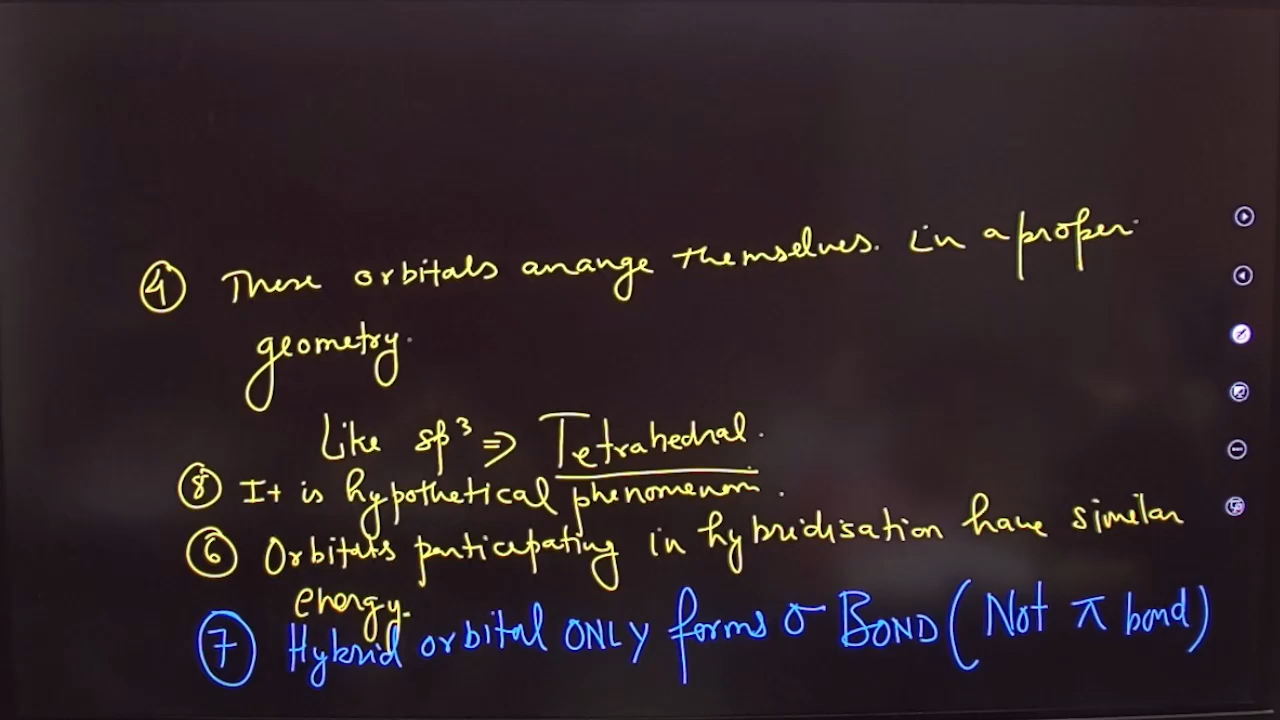 ④ These orbitals arrange themselves. in a proper
geometry.
Like sp³ ⇒ Tetrahedral.
⑧ It is hypothetical phenomenom.
⑥ Orbitals participating in hybridisation have similar
energy.
⑦ Hybrid orbital ONLY forms σ BOND (Not π bond)